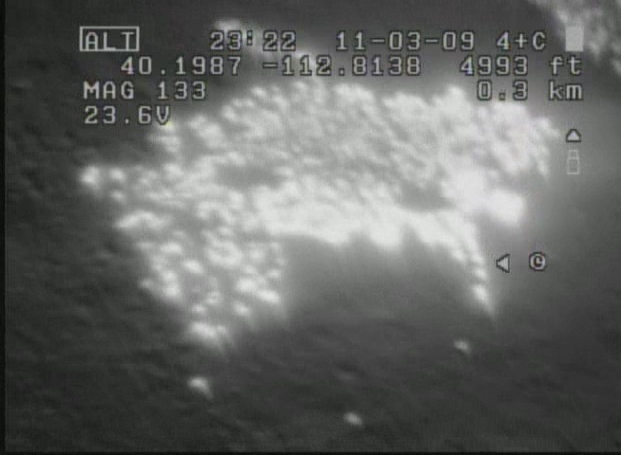 ALT 23:22 11-03-09 4+C
40.1987 -112.8138 4993 ft
MAG 133 0.3 km
23.6V